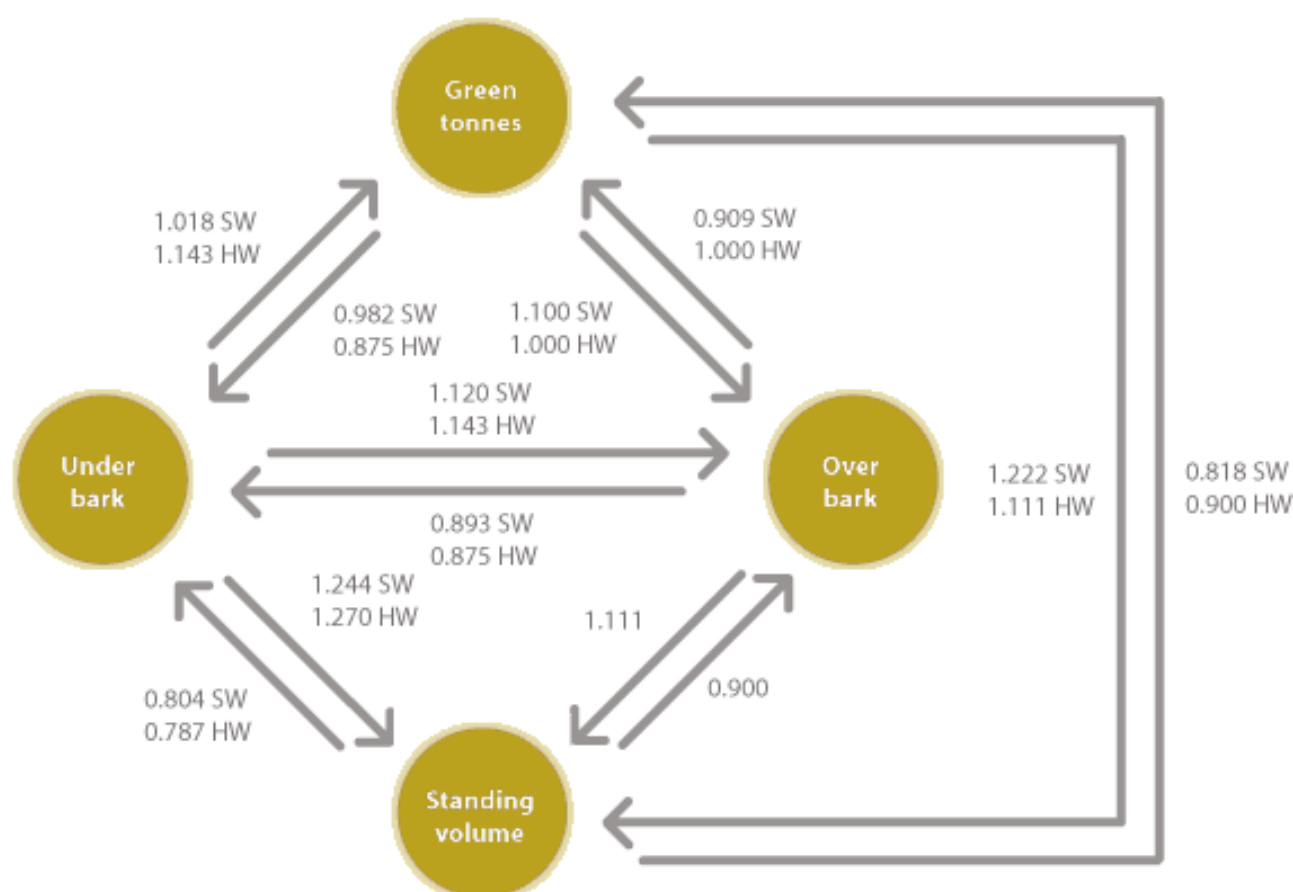 Green
tonnes
1.018 SW
1.143 HW
0.909 SW
1.000 HW
0.982 SW
0.875 HW
1.100 SW
1.000 HW
1.120 SW
1.143 HW
Under
bark
Over
bark
1.222 SW
1.111 HW
0.818 SW
0.900 HW
0.893 SW
0.875 HW
1.244 SW
1.270 HW
1.111
0.804 SW
0.787 HW
0.900
Standing
volume